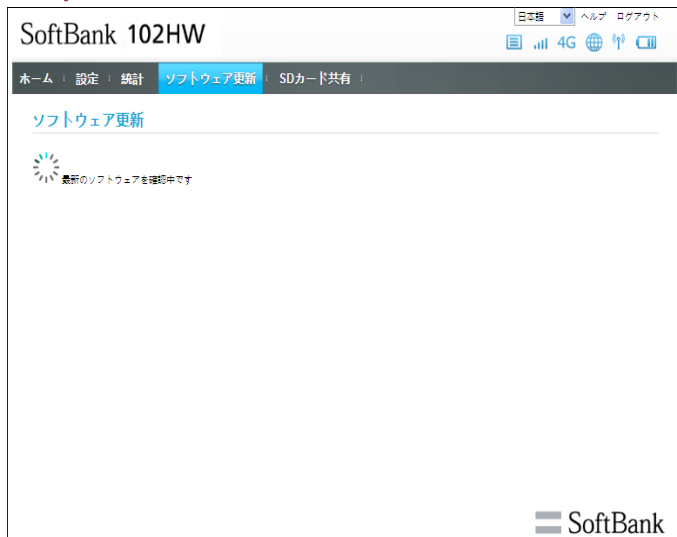 日本語 ヘルプ ログアウト
SoftBank 102HW
4G
ホーム 設定 統計 ソフトウェア更新 SDカード共有
ソフトウェア更新
最新のソフトウェアを確認中です
SoftBank